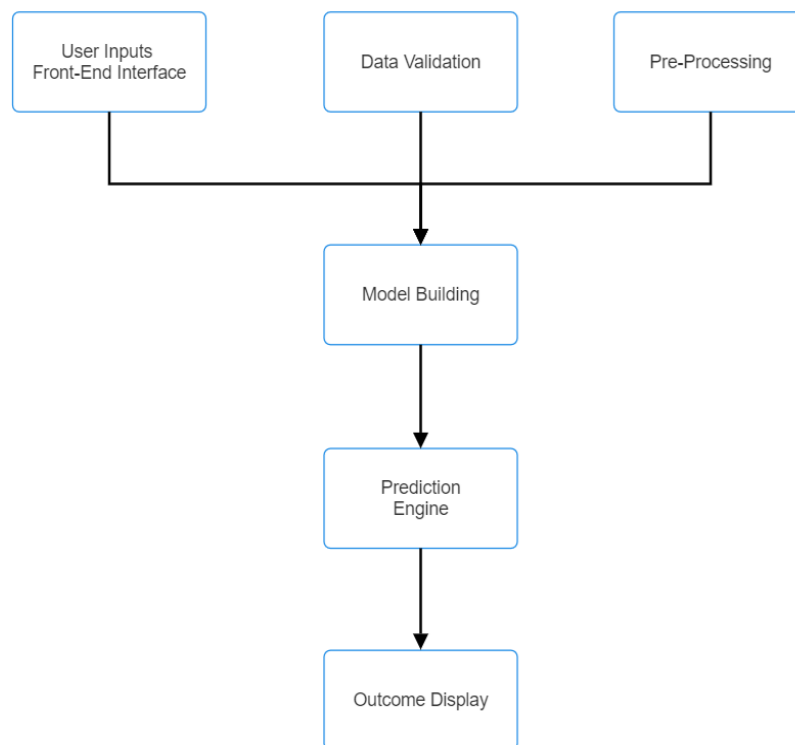 User Inputs
Front-End Interface
Data Validation
Pre-Processing
Model Building
Prediction
Engine
Outcome Display